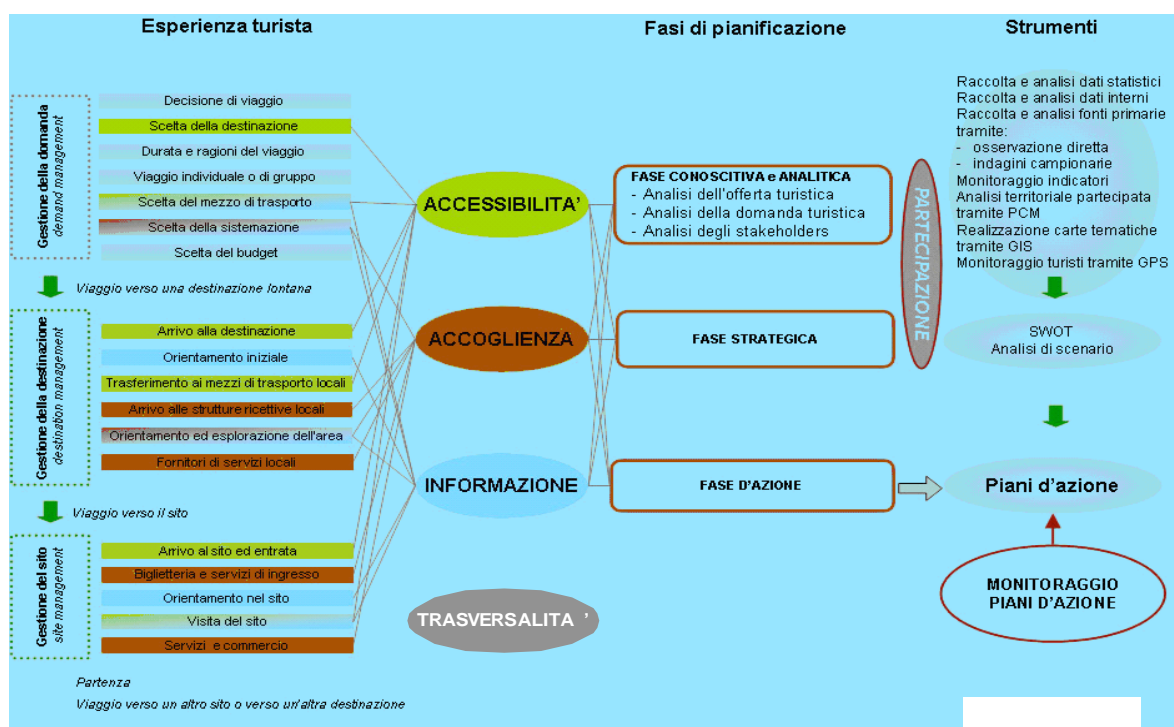 Esperienza turista
Fasi di pianificazione
Strumenti
Gestione della domanda
demand management
Decisione di viaggio
Scelta della destinazione
Durata e ragioni del viaggio
Viaggio individuale o di gruppo
Scelta del mezzo di trasporto
Scelta della sistemazione
Scelta del budget
Viaggio verso una destinazione lontana
Gestione della destinazione
destination management
Arrivo alla destinazione
Orientamento iniziale
Trasferimento ai mezzi di trasporto locali
Arrivo alle strutture ricettive locali
Orientamento ed esplorazione dell'area
Fornitori di servizi locali
Viaggio verso il sito
Gestione del sito
site management
Arrivo al sito ed entrata
Biglietteria e servizi di ingresso
Orientamento nel sito
Visita del sito
Servizi e commercio
Partenza
Viaggio verso un altro sito o verso un'altra destinazione
ACCESSIBILITA'
ACCOGLIENZA
INFORMAZIONE
TRASVERSALITA '
FASE CONOSCITIVA e ANALITICA
- Analisi dell'offerta turistica
- Analisi della domanda turistica
- Analisi degli stakeholders
FASE STRATEGICA
FASE D'AZIONE
PARTECIPAZIONE
Raccolta e analisi dati statistici
Raccolta e analisi dati interni
Raccolta e analisi fonti primarie
tramite:
- osservazione diretta
- indagini campionarie
Monitoraggio indicatori
Analisi territoriale partecipata
tramite PCM
Realizzazione carte tematiche
tramite GIS
Monitoraggio turisti tramite GPS
SWOT
Analisi di scenario
Piani d'azione
MONITORAGGIO
PIANI D'AZIONE